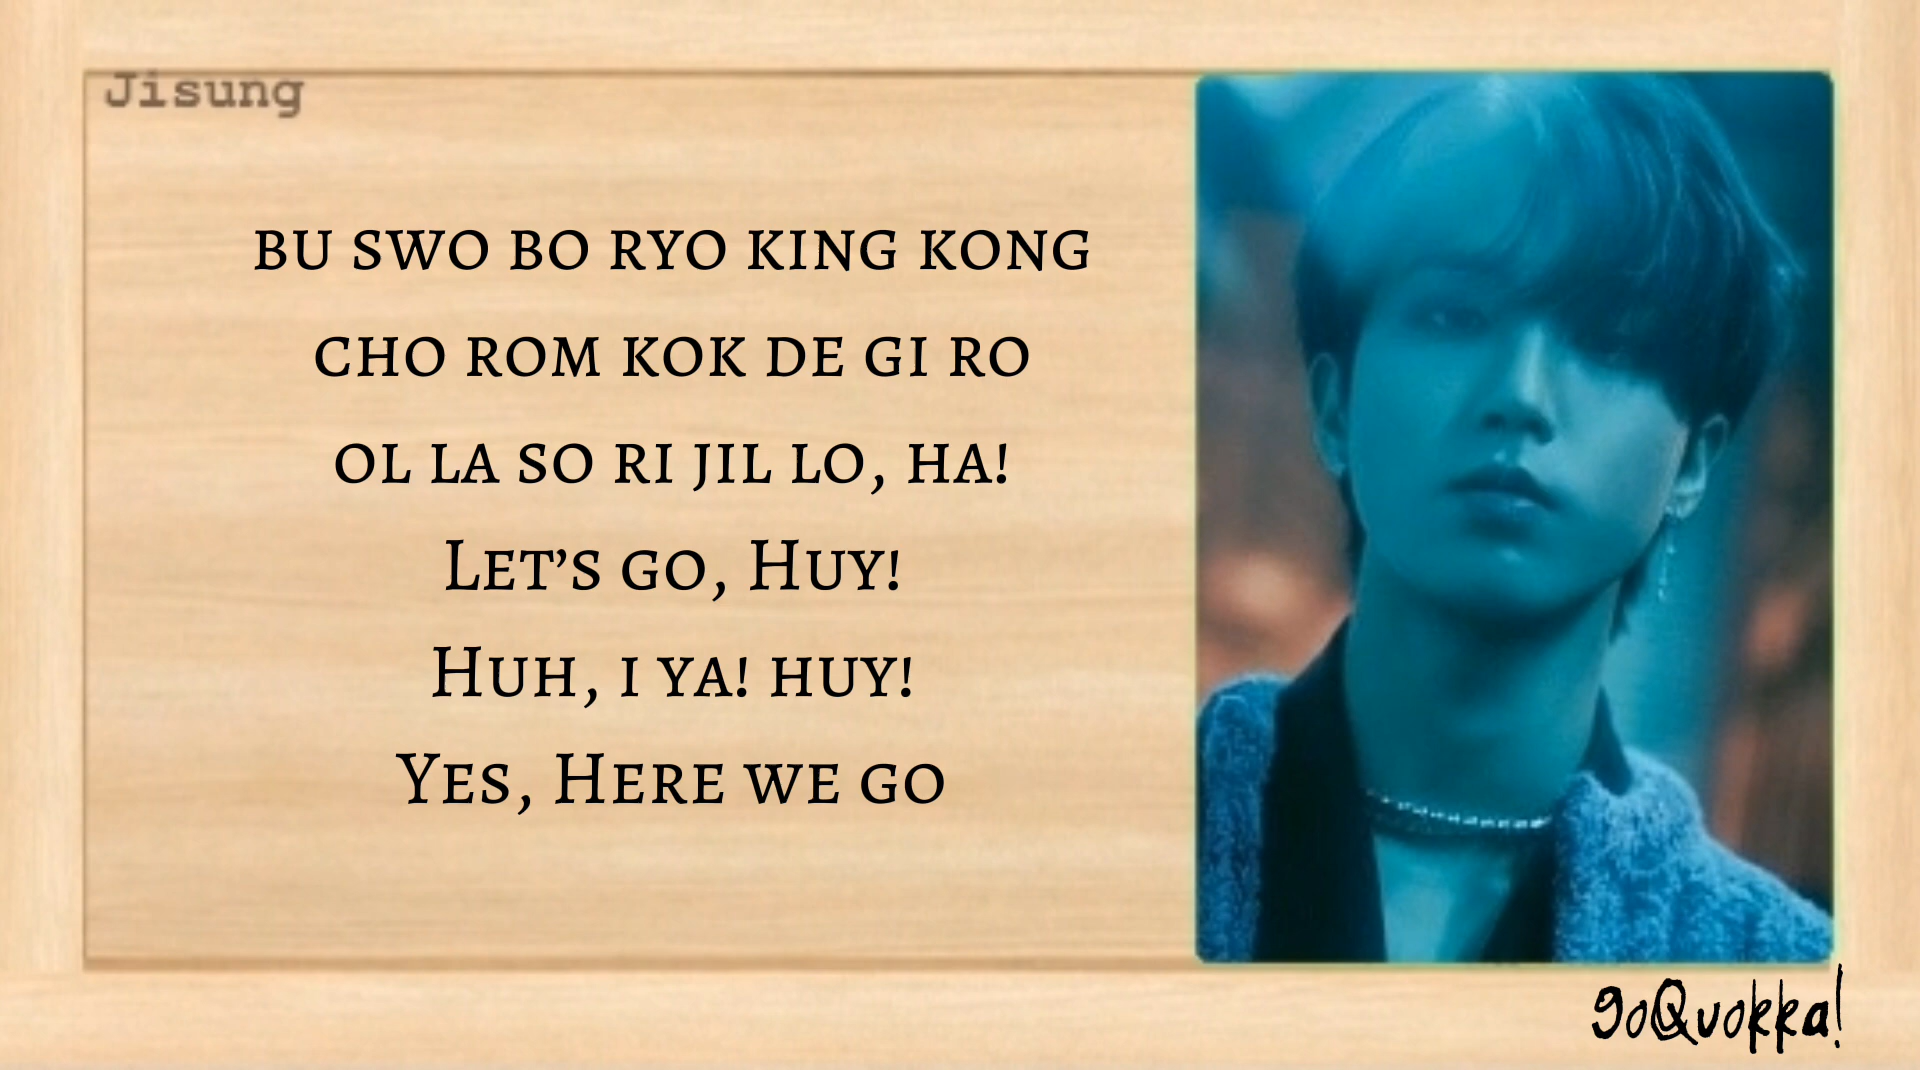 Jisung
BU SWO BO RYO KING KONG
CHO ROM KOK DE GI RO
OL LA SO RI JIL LO, HA!
LET'S GO, HUY!
HUH, I YA! HUY!
YES, HERE WE GO
goQuokka!